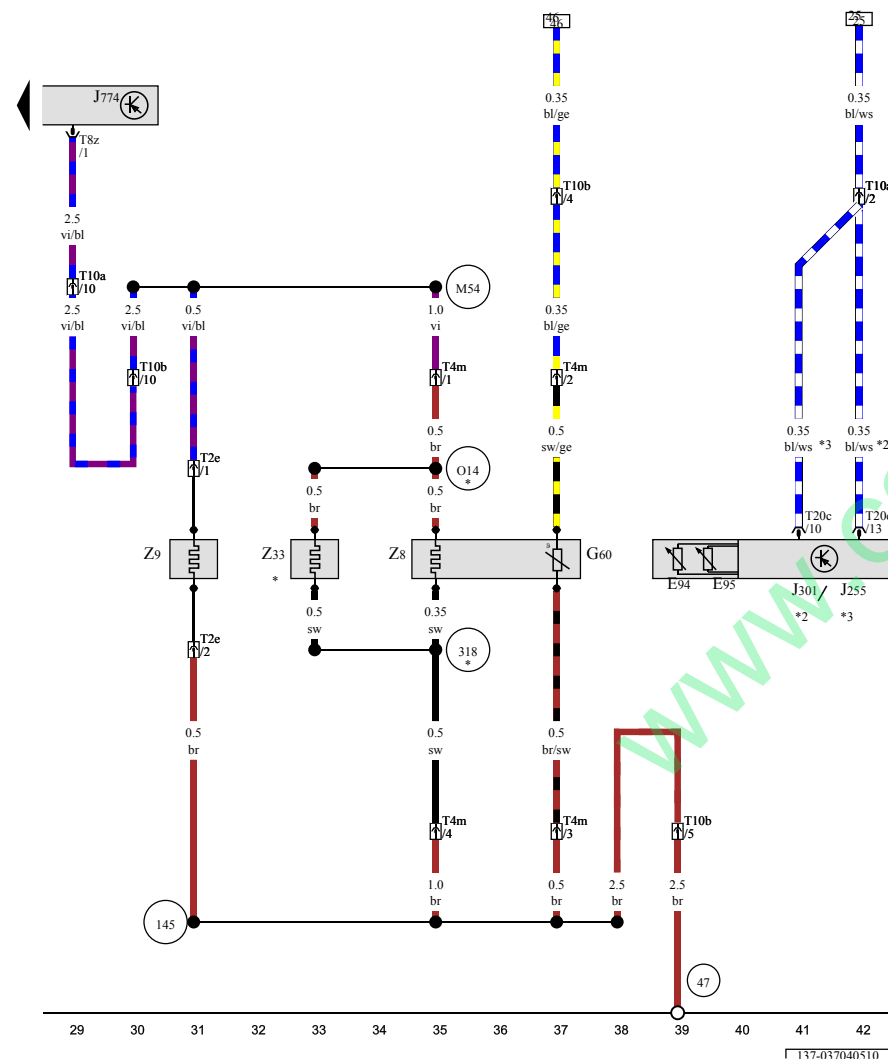 46
46
25
25
J774
T8z
/1
0.35
bl/ge
0.35
bl/ws
T10b
/4
T10a
/2
2.5
vi/bl
T10a
/10
M54
2.5
vi/bl
2.5
vi/bl
0.5
vi/bl
1.0
vi
0.35
bl/ge
T10b
/10
T4m
/1
T4m
/2
0.5
br
0.5
sw/ge
0.35
bl/ws *3
0.35
bl/ws *2
T2e
/1
O14
*
0.5
br
0.5
br
T20c
/10
T20c
/13
Z9
Z33
*
Z8
G60
E94
E95
J301/
*2
J255
*3
0.5
sw
0.35
sw
T2e
/2
318
*
0.5
br
0.5
sw
0.5
br/sw
T4m
/4
T4m
/3
T10b
/5
1.0
br
0.5
br
2.5
br
2.5
br
145
47
29 30 31 32 33 34 35 36 37 38 39 40 41 42
137-037040510